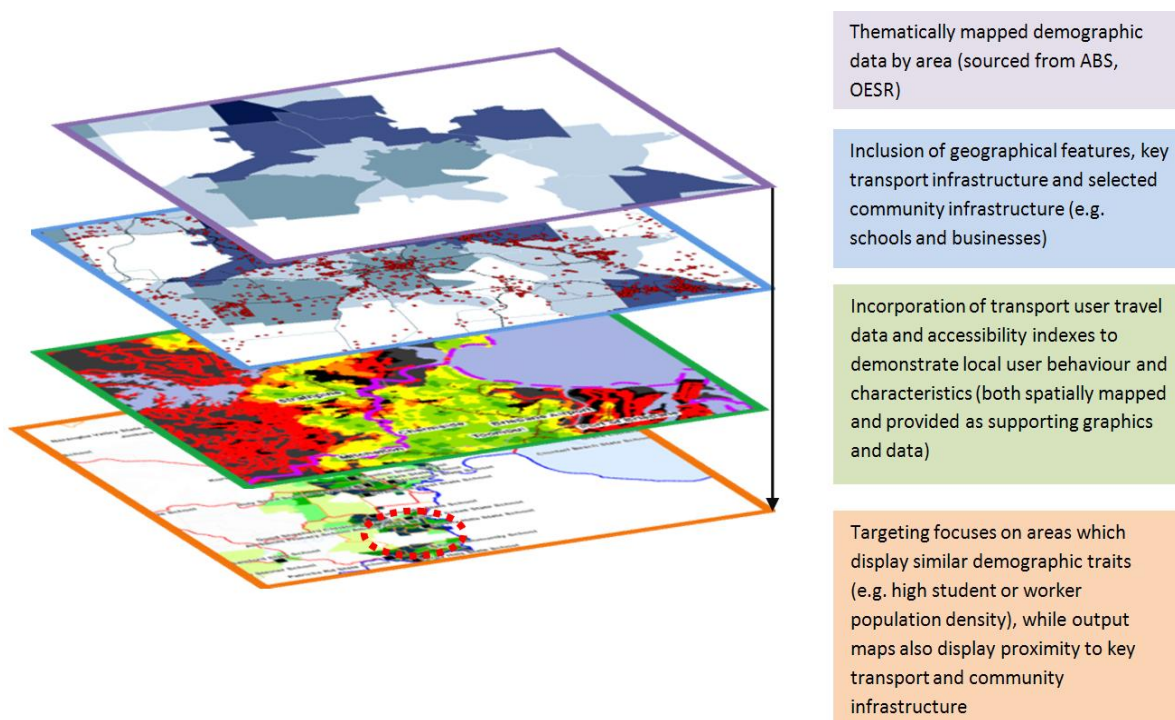 Thematically mapped demographic
data by area (sourced from ABS,
OESR)
Inclusion of geographical features, key
transport infrastructure and selected
community infrastructure (e.g.
schools and businesses)
Incorporation of transport user travel
data and accessibility indexes to
demonstrate local user behaviour and
characteristics (both spatially mapped
and provided as supporting graphics
and data)
Targeting focuses on areas which
display similar demographic traits
(e.g. high student or worker
population density), while output
maps also display proximity to key
transport and community
infrastructure